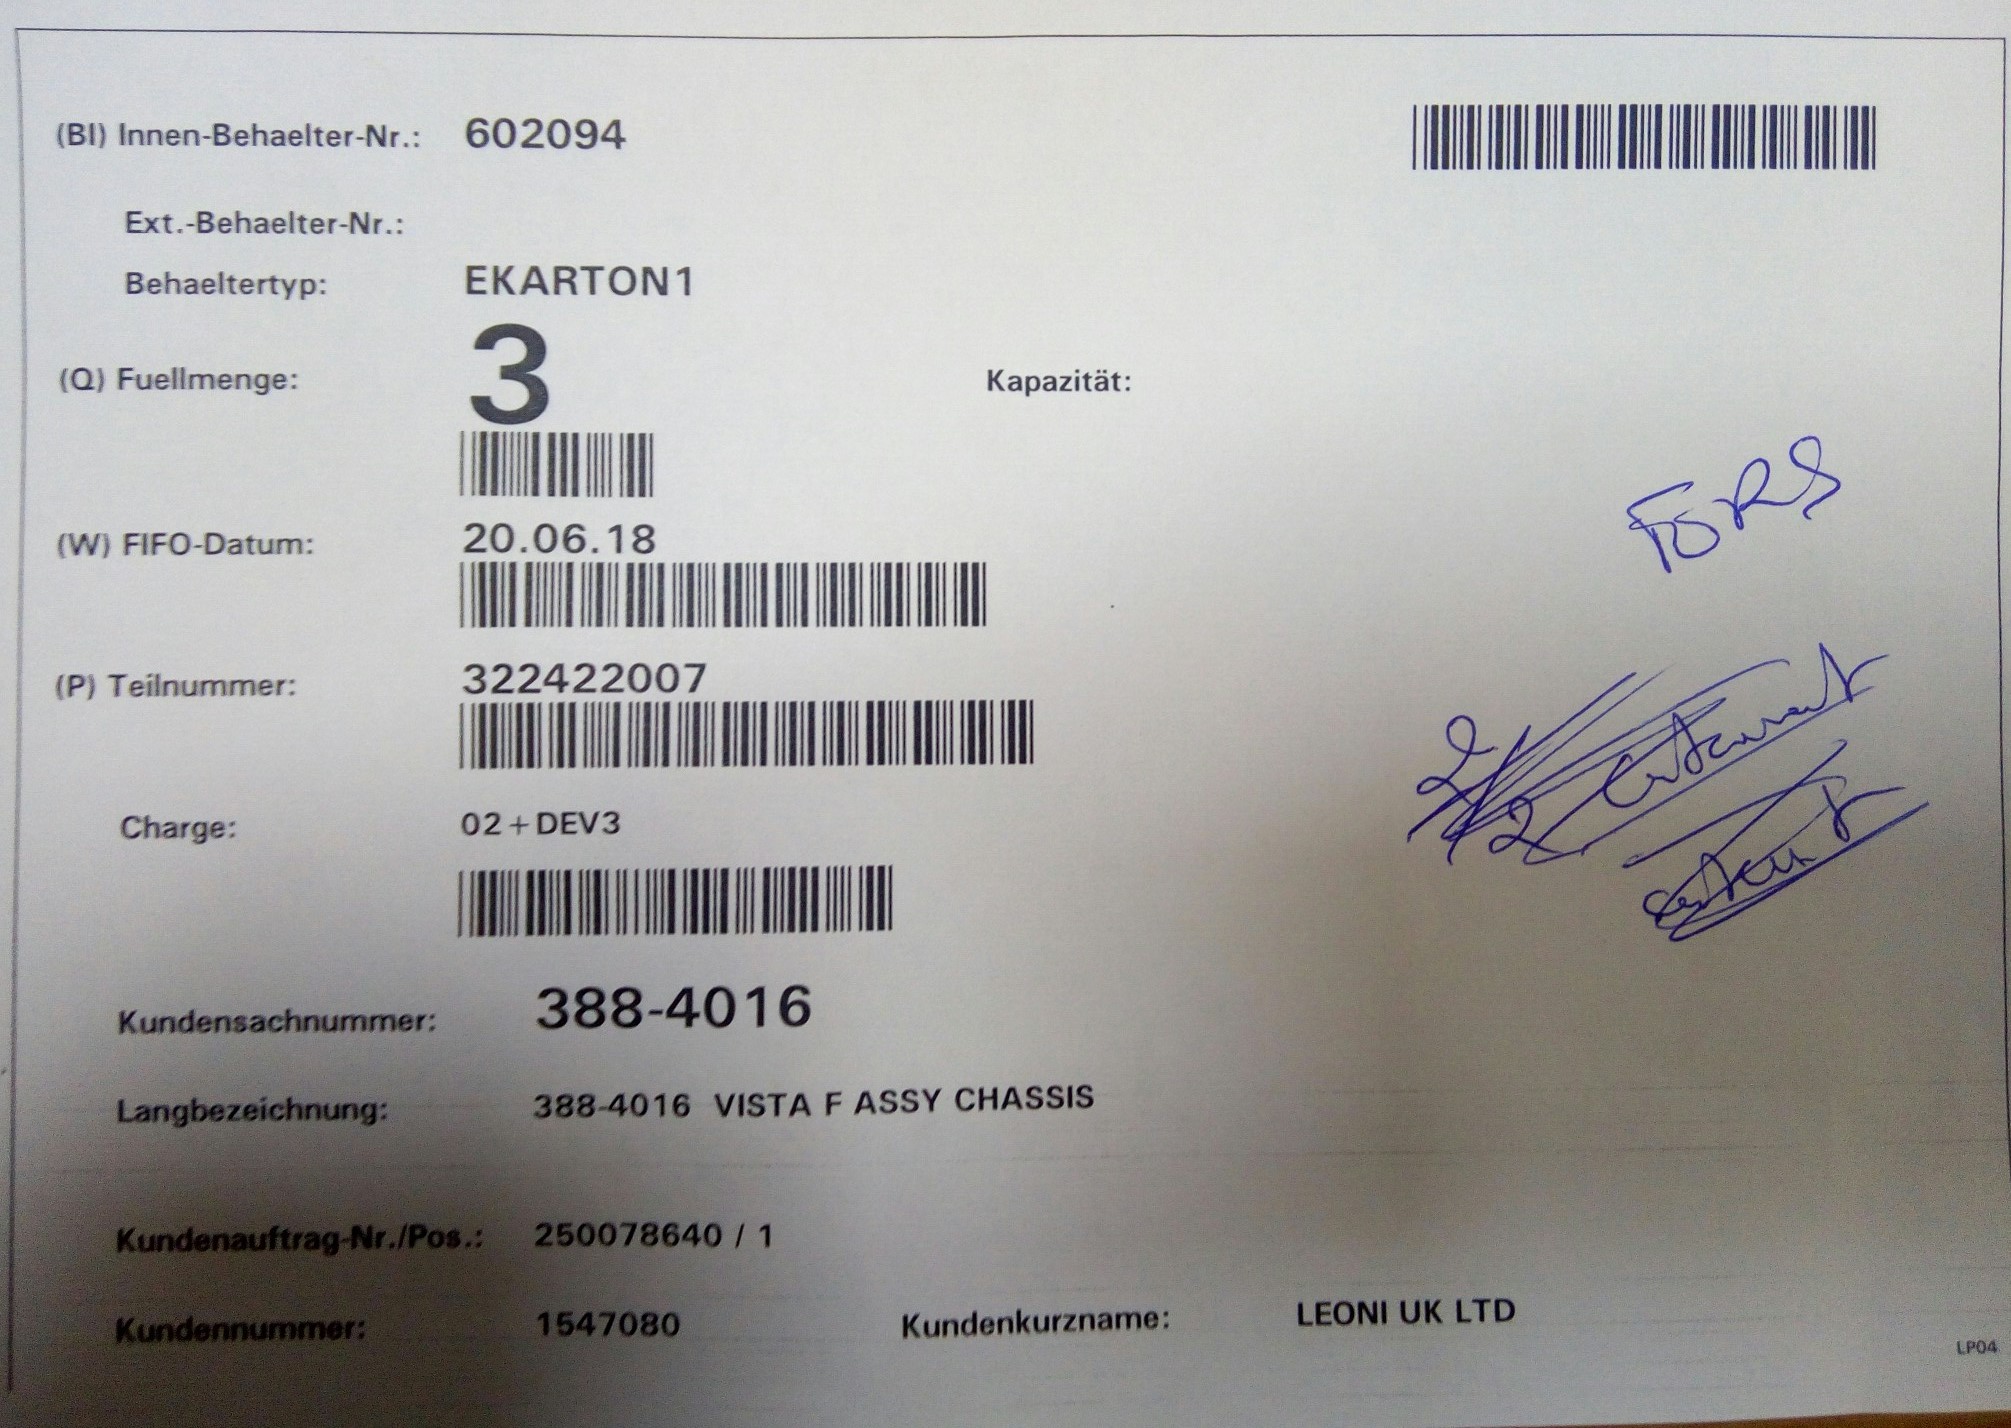 (BI) Innen-Behaelter-Nr.: 602094
Ext.-Behaelter-Nr.:
Behaeltertyp: EKARTON1
(Q) Fuellmenge: 3 Kapazität:
(W) FIFO-Datum: 20.06.18
(P) Teilnummer: 322422007
Charge: 02+DEV3
Kundensachnummer: 388-4016
Langbezeichnung: 388-4016 VISTA F ASSY CHASSIS
Kundenauftrag-Nr./Pos.: 250078640 / 1
Kundennummer: 1547080 Kundenkurzname: LEONI UK LTD
LP04